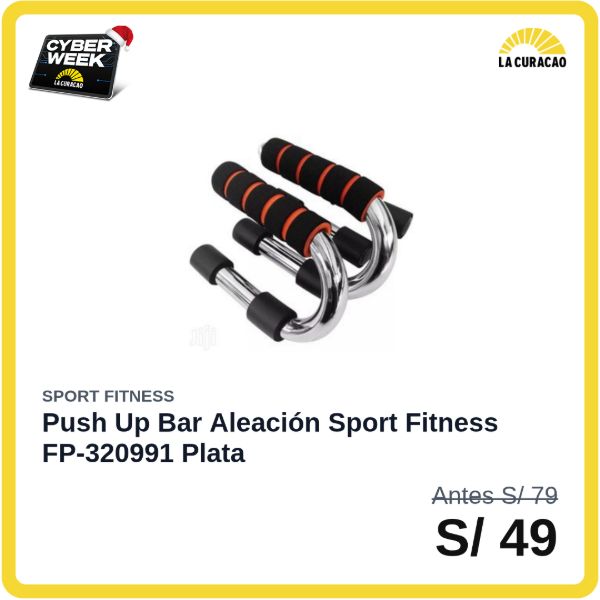 CYBER
WEEK
LA CURACAO
LA CURACAO
Jiji
SPORT FITNESS
Push Up Bar Aleación Sport Fitness
FP-320991 Plata
Antes S/ 79
S/ 49